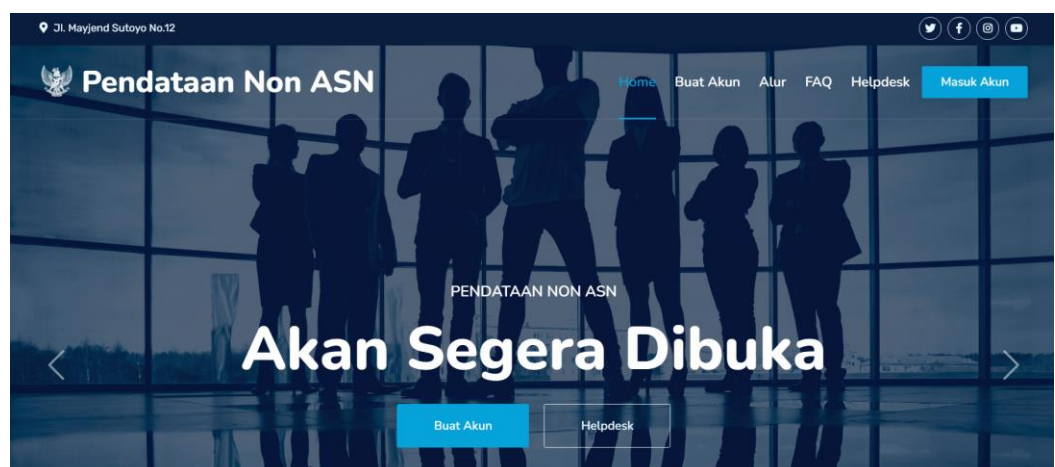 Jl. Mayjend Sutoyo No.12
Pendataan Non ASN
Home Buat Akun Alur FAQ Helpdesk Masuk Akun
PENDATAAN NON ASN
Akan Segera Dibuka
Buat Akun Helpdesk